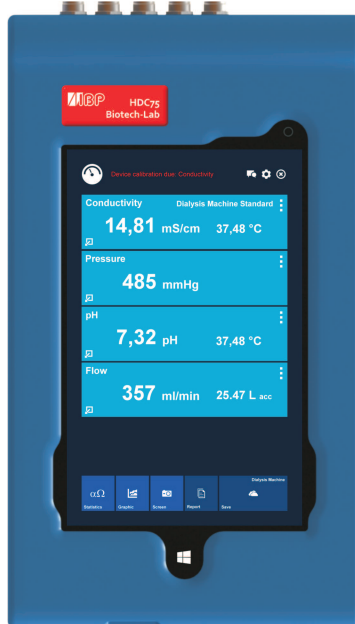 IBP HDC75
Biotech-Lab
Device calibration due: Conductivity
Conductivity Dialysis Machine Standard
14,81 mS/cm 37,48 °C
Pressure
485 mmHg
pH
7,32 pH 37,48 °C
Flow
357 ml/min 25.47 L acc
Dialysis Machine
αΩ
Statistics Graphic Screen Report Save